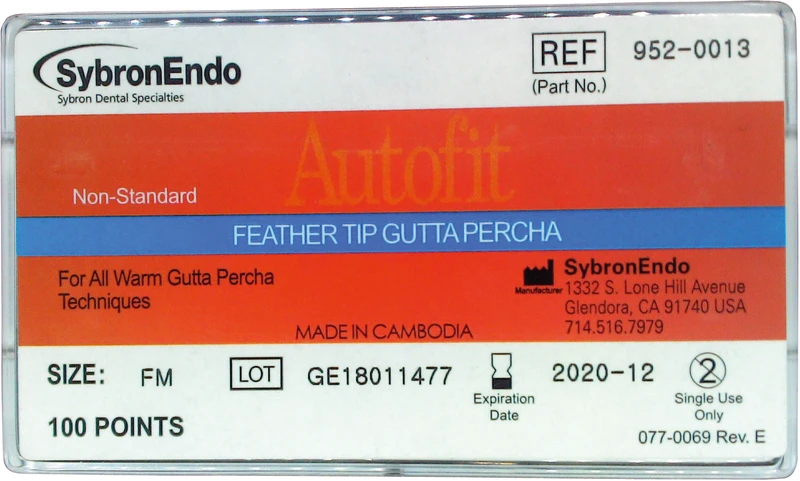 SybronEndo
Sybron Dental Specialties
REF 952-0013
(Part No.)
Autofit
Non-Standard
FEATHER TIP GUTTA PERCHA
For All Warm Gutta Percha
Techniques
SybronEndo
Manufacturer 1332 S. Lone Hill Avenue
Glendora, CA 91740 USA
714.516.7979
MADE IN CAMBODIA
SIZE: FM LOT GE18011477
Expiration
Date
2020-12
2
Single Use
Only
100 POINTS
077-0069 Rev. E